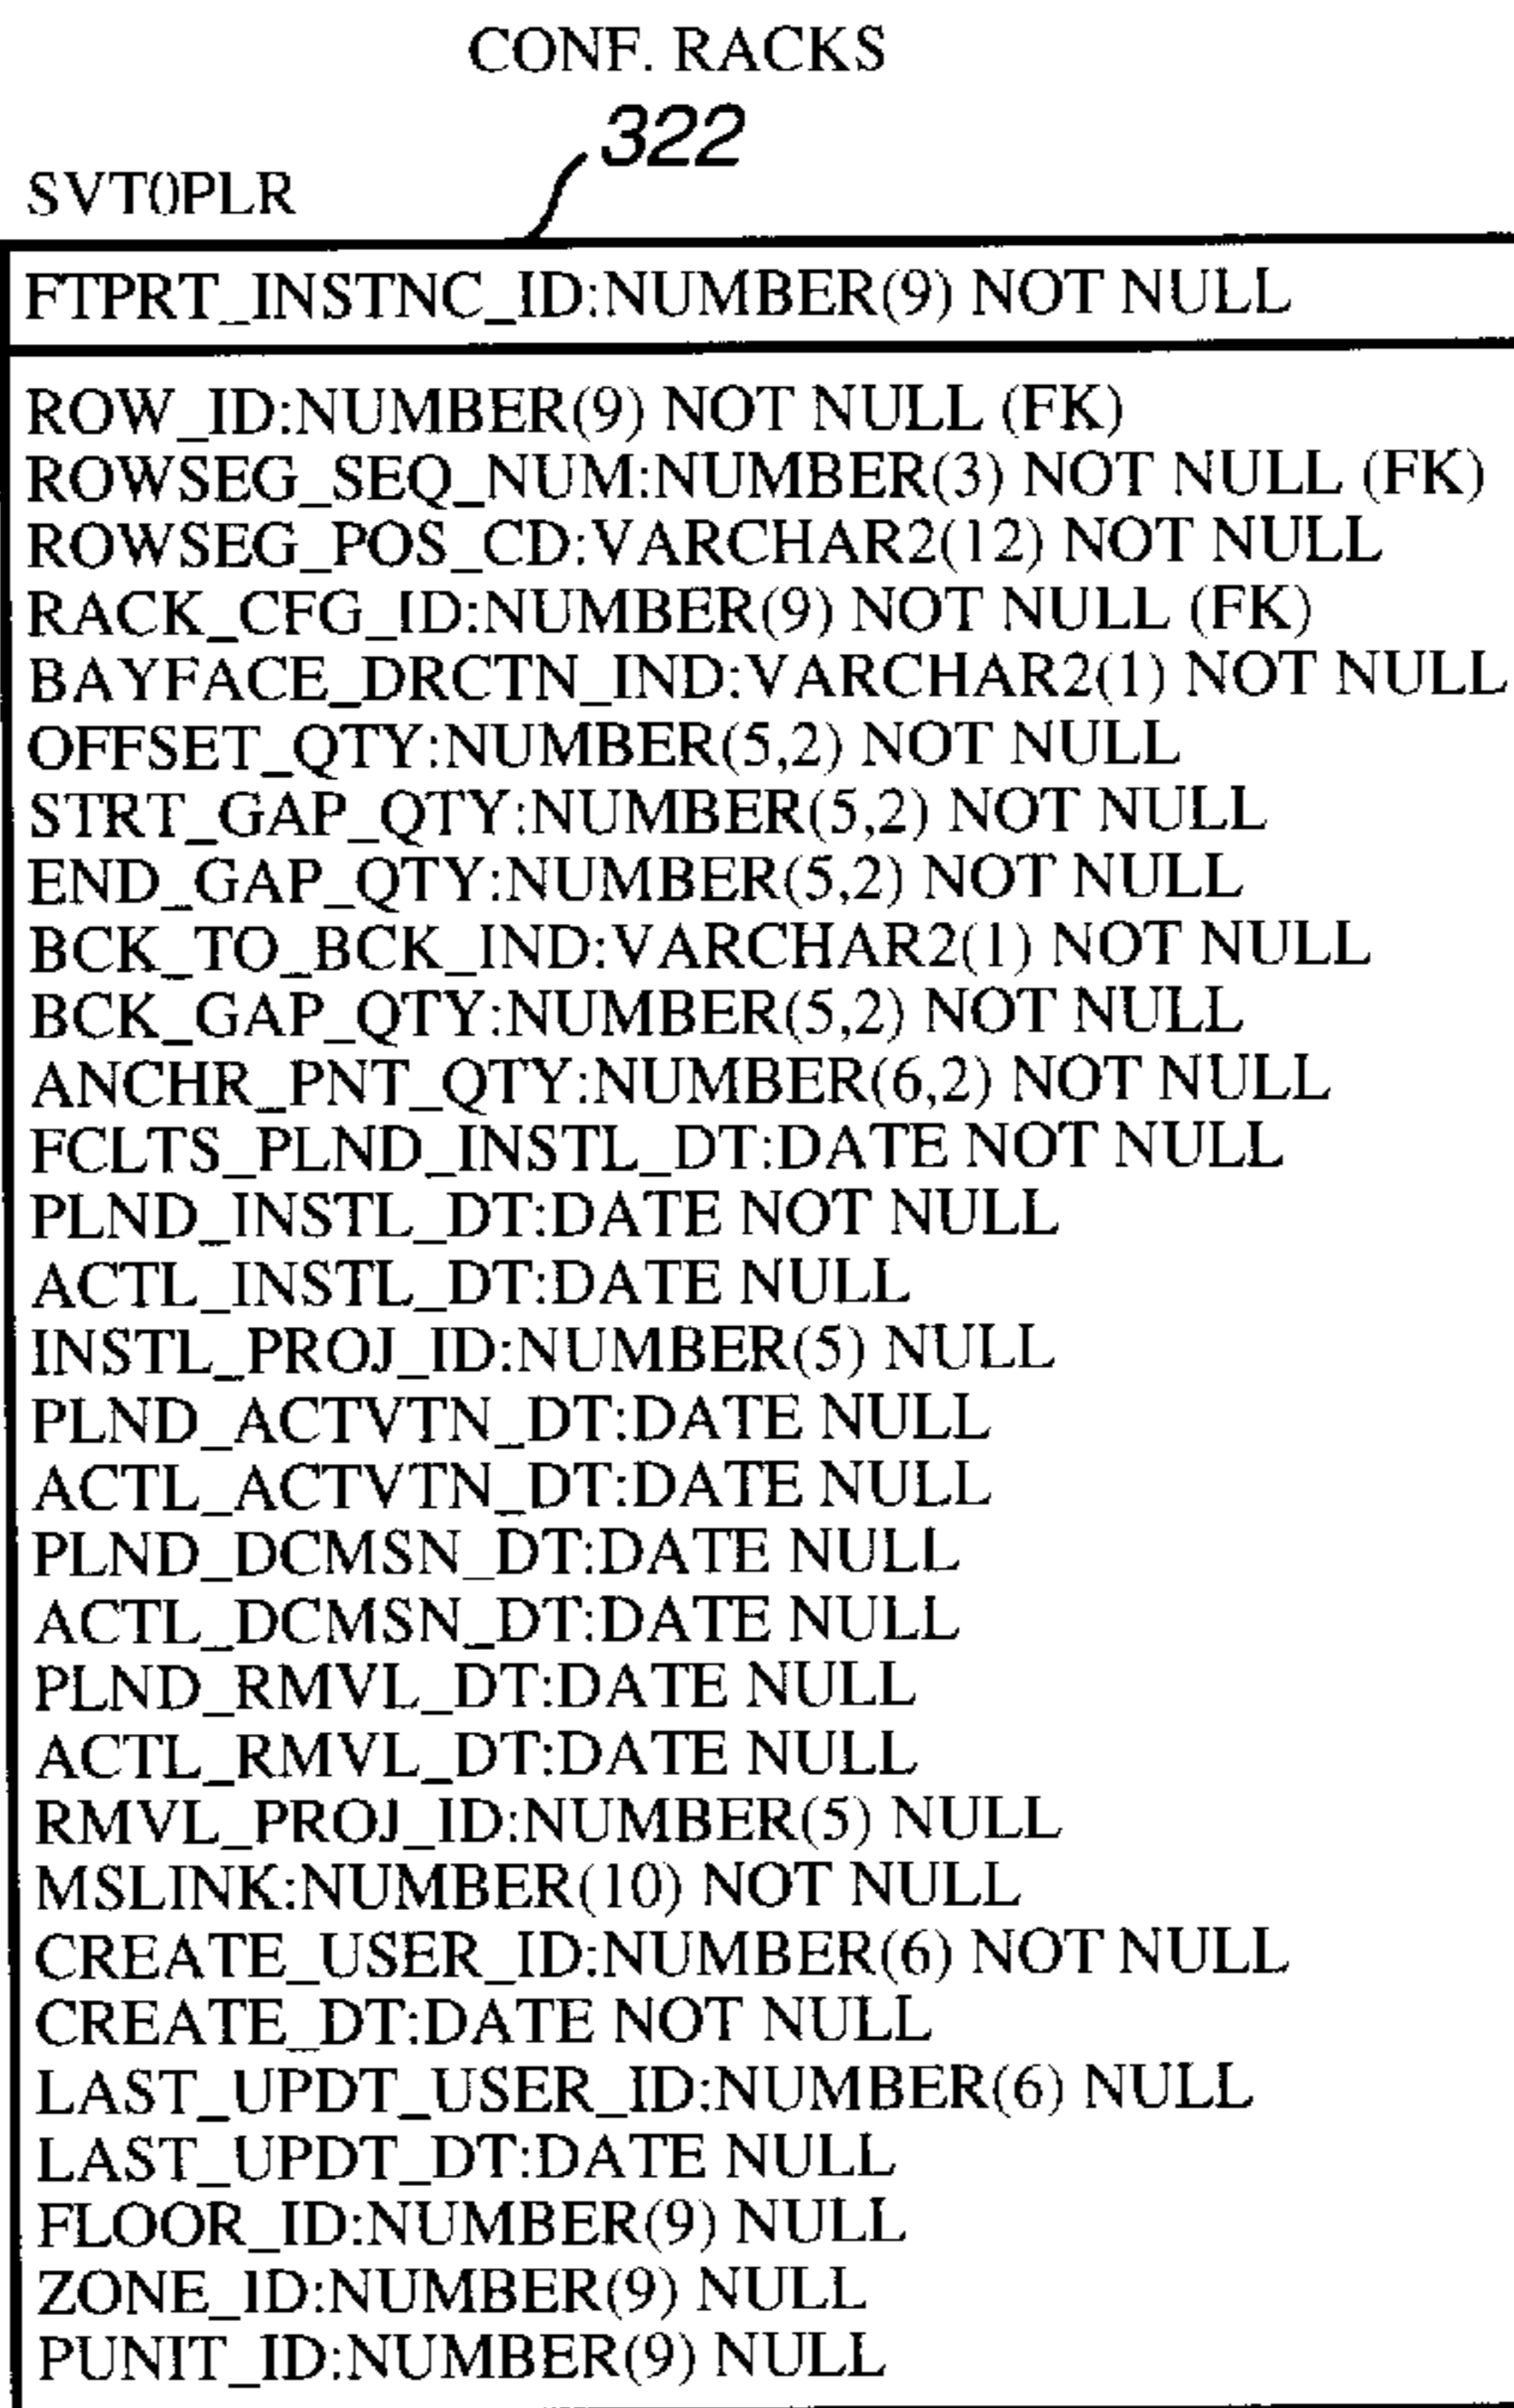 CONF. RACKS
322
SVT0PLR
FTPRT_INSTNC_ID:NUMBER(9) NOT NULL
ROW_ID:NUMBER(9) NOT NULL (FK)
ROWSEG_SEQ_NUM:NUMBER(3) NOT NULL (FK)
ROWSEG_POS_CD:VARCHAR2(12) NOT NULL
RACK_CFG_ID:NUMBER(9) NOT NULL (FK)
BAYFACE_DRCTN_IND:VARCHAR2(1) NOT NULL
OFFSET_QTY:NUMBER(5,2) NOT NULL
STRT_GAP_QTY:NUMBER(5,2) NOT NULL
END_GAP_QTY:NUMBER(5,2) NOT NULL
BCK_TO_BCK_IND:VARCHAR2(1) NOT NULL
BCK_GAP_QTY:NUMBER(5,2) NOT NULL
ANCHR_PNT_QTY:NUMBER(6,2) NOT NULL
FCLTS_PLND_INSTL_DT:DATE NOT NULL
PLND_INSTL_DT:DATE NOT NULL
ACTL_INSTL_DT:DATE NULL
INSTL_PROJ_ID:NUMBER(5) NULL
PLND_ACTVTN_DT:DATE NULL
ACTL_ACTVTN_DT:DATE NULL
PLND_DCMSN_DT:DATE NULL
ACTL_DCMSN_DT:DATE NULL
PLND_RMVL_DT:DATE NULL
ACTL_RMVL_DT:DATE NULL
RMVL_PROJ_ID:NUMBER(5) NULL
MSLINK:NUMBER(10) NOT NULL
CREATE_USER_ID:NUMBER(6) NOT NULL
CREATE_DT:DATE NOT NULL
LAST_UPDT_USER_ID:NUMBER(6) NULL
LAST_UPDT_DT:DATE NULL
FLOOR_ID:NUMBER(9) NULL
ZONE_ID:NUMBER(9) NULL
PUNIT_ID:NUMBER(9) NULL